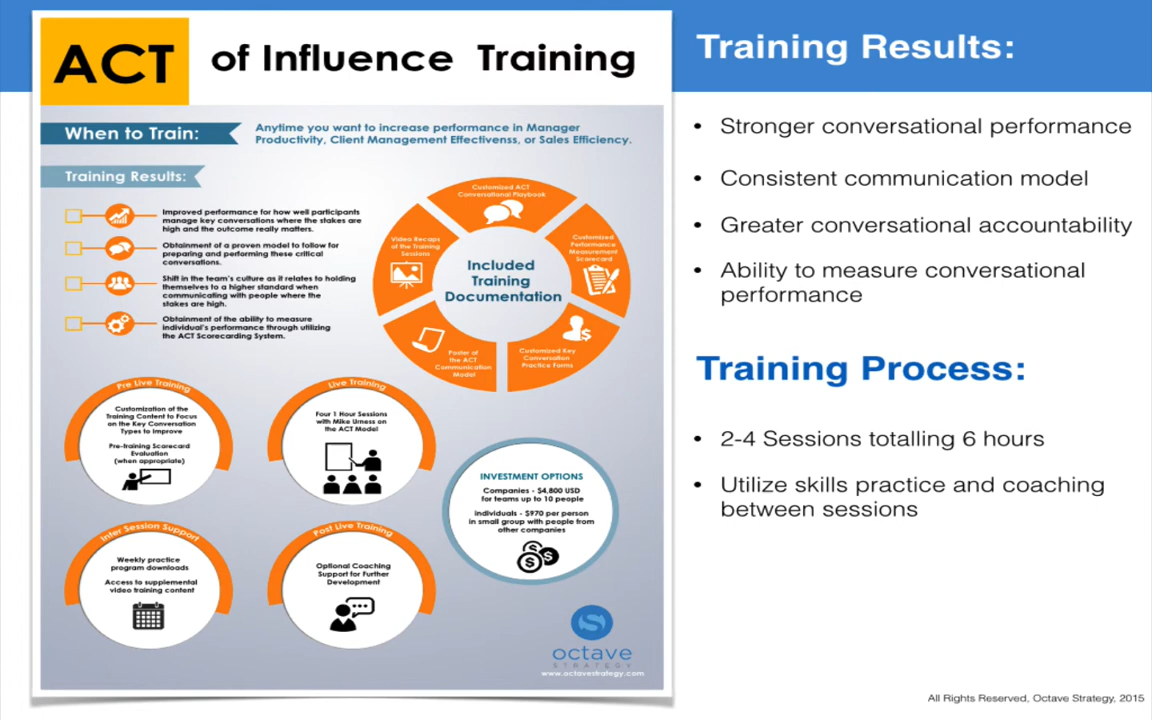 ACT of Influence Training
When to Train:
Anytime you want to increase performance in Manager
Productivity, Client Management Effectivenss, or Sales Efficiency.
Training Results:
Improved performance for how well participants
manage key conversations where the stakes are
high and the outcome really matters.
Obtainment of a proven model to follow for
preparing and performing these critical
conversations.
Shift in the team's culture as it relates to holding
themselves to a higher standard when
communicating with people where the
stakes are high.
Obtainment of the ability to measure
individual's performance through utilizing
the ACT Scorecarding System.
Customized ACT
Conversational Playbook
Video Recaps
of the Training
Sessions
Customized
Performance
Measurement
Scorecard
Included
Training
Documentation
Poster of
the ACT
Communication
Model
Customized Key
Conversation
Practice Forms
Pre Live Training
Customization of the
Training Content to Focus
on the Key Conversation
Types to Improve
Pre-Training Scorecard
Evaluation
(when appropriate)
Live Training
Four 1 Hour Sessions
with Mike Urness on
the ACT Model
INVESTMENT OPTIONS
Companies - $4,800 USD
for teams up to 10 people
Individuals - $970 per person
in small group with people from
other companies
Inter Session Support
Weekly practice
program downloads
Access to supplemental
video training content
Post Live Training
Optional Coaching
Support for Further
Development
octave
STRATEGY
www.octavestrategy.com
Training Results:
• Stronger conversational performance
• Consistent communication model
• Greater conversational accountability
• Ability to measure conversational
performance
Training Process:
• 2-4 Sessions totalling 6 hours
• Utilize skills practice and coaching
between sessions
All Rights Reserved, Octave Strategy, 2015